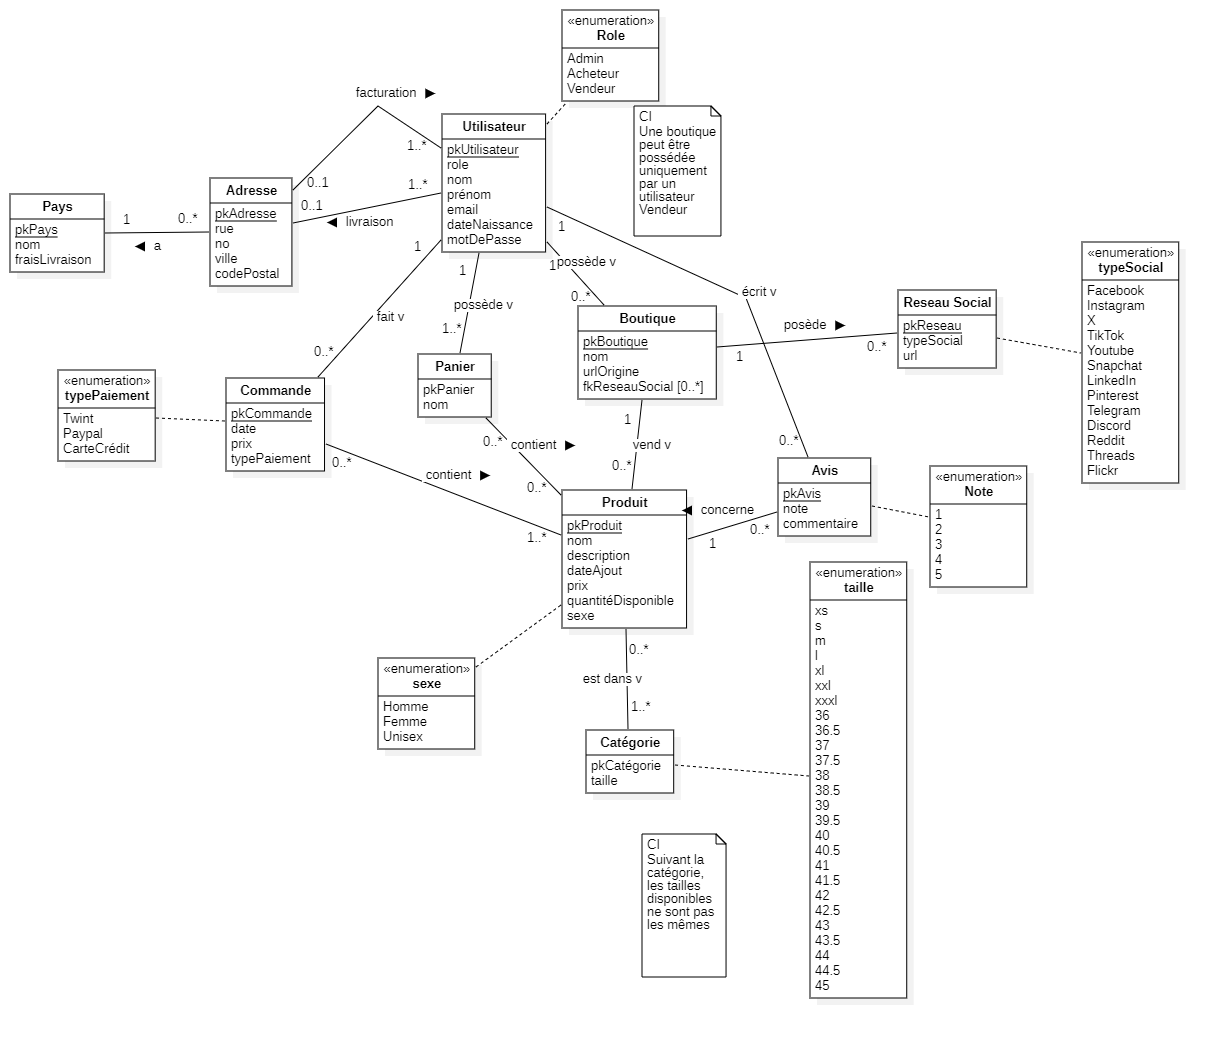 «enumeration»
Role
Admin
Acheteur
Vendeur
CI
Une boutique
peut être
possédée
uniquement
par un
utilisateur
Vendeur
facturation ►
1..*
0..1
Utilisateur
pkUtilisateur
role
nom
prénom
email
dateNaissance
motDePasse
1..*
0..1
◄ livraison
Adresse
pkAdresse
rue
no
ville
codePostal
Pays
pkPays
nom
fraisLivraison
1
0..*
◄ a
1
fait v
0..*
1
possède v
1..*
1
possède v
0..*
1
écrit v
0..*
Boutique
pkBoutique
nom
urlOrigine
fkReseauSocial [0..*]
posède ►
1
0..*
Reseau Social
pkReseau
typeSocial
url
«enumeration»
typeSocial
Facebook
Instagram
X
TikTok
Youtube
Snapchat
LinkedIn
Pinterest
Telegram
Discord
Reddit
Threads
Flickr
«enumeration»
typePaiement
Twint
Paypal
CarteCrédit
Commande
pkCommande
date
prix
typePaiement
Panier
pkPanier
nom
0..*
contient ►
0..*
0..*
contient ►
1..*
1
vend v
0..*
Produit
pkProduit
nom
description
dateAjout
prix
quantitéDisponible
sexe
◄ concerne
1
0..*
Avis
pkAvis
note
commentaire
«enumeration»
Note
1
2
3
4
5
«enumeration»
sexe
Homme
Femme
Unisex
0..*
est dans v
1..*
Catégorie
pkCatégorie
taille
«enumeration»
taille
xs
s
m
l
xl
xxl
xxxl
36
36.5
37
37.5
38
38.5
39
39.5
40
40.5
41
41.5
42
42.5
43
43.5
44
44.5
45
CI
Suivant la
catégorie,
les tailles
disponibles
ne sont pas
les mêmes